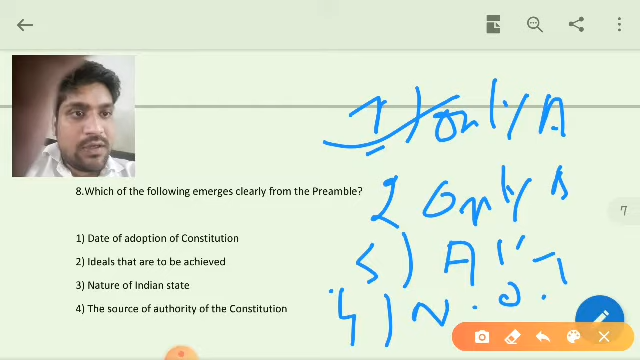 1) only A
2 only B
7
8.Which of the following emerges clearly from the Preamble?
1) Date of adoption of Constitution
2) Ideals that are to be achieved
3) Nature of Indian state
4) The source of authority of the Constitution
4) N.O.